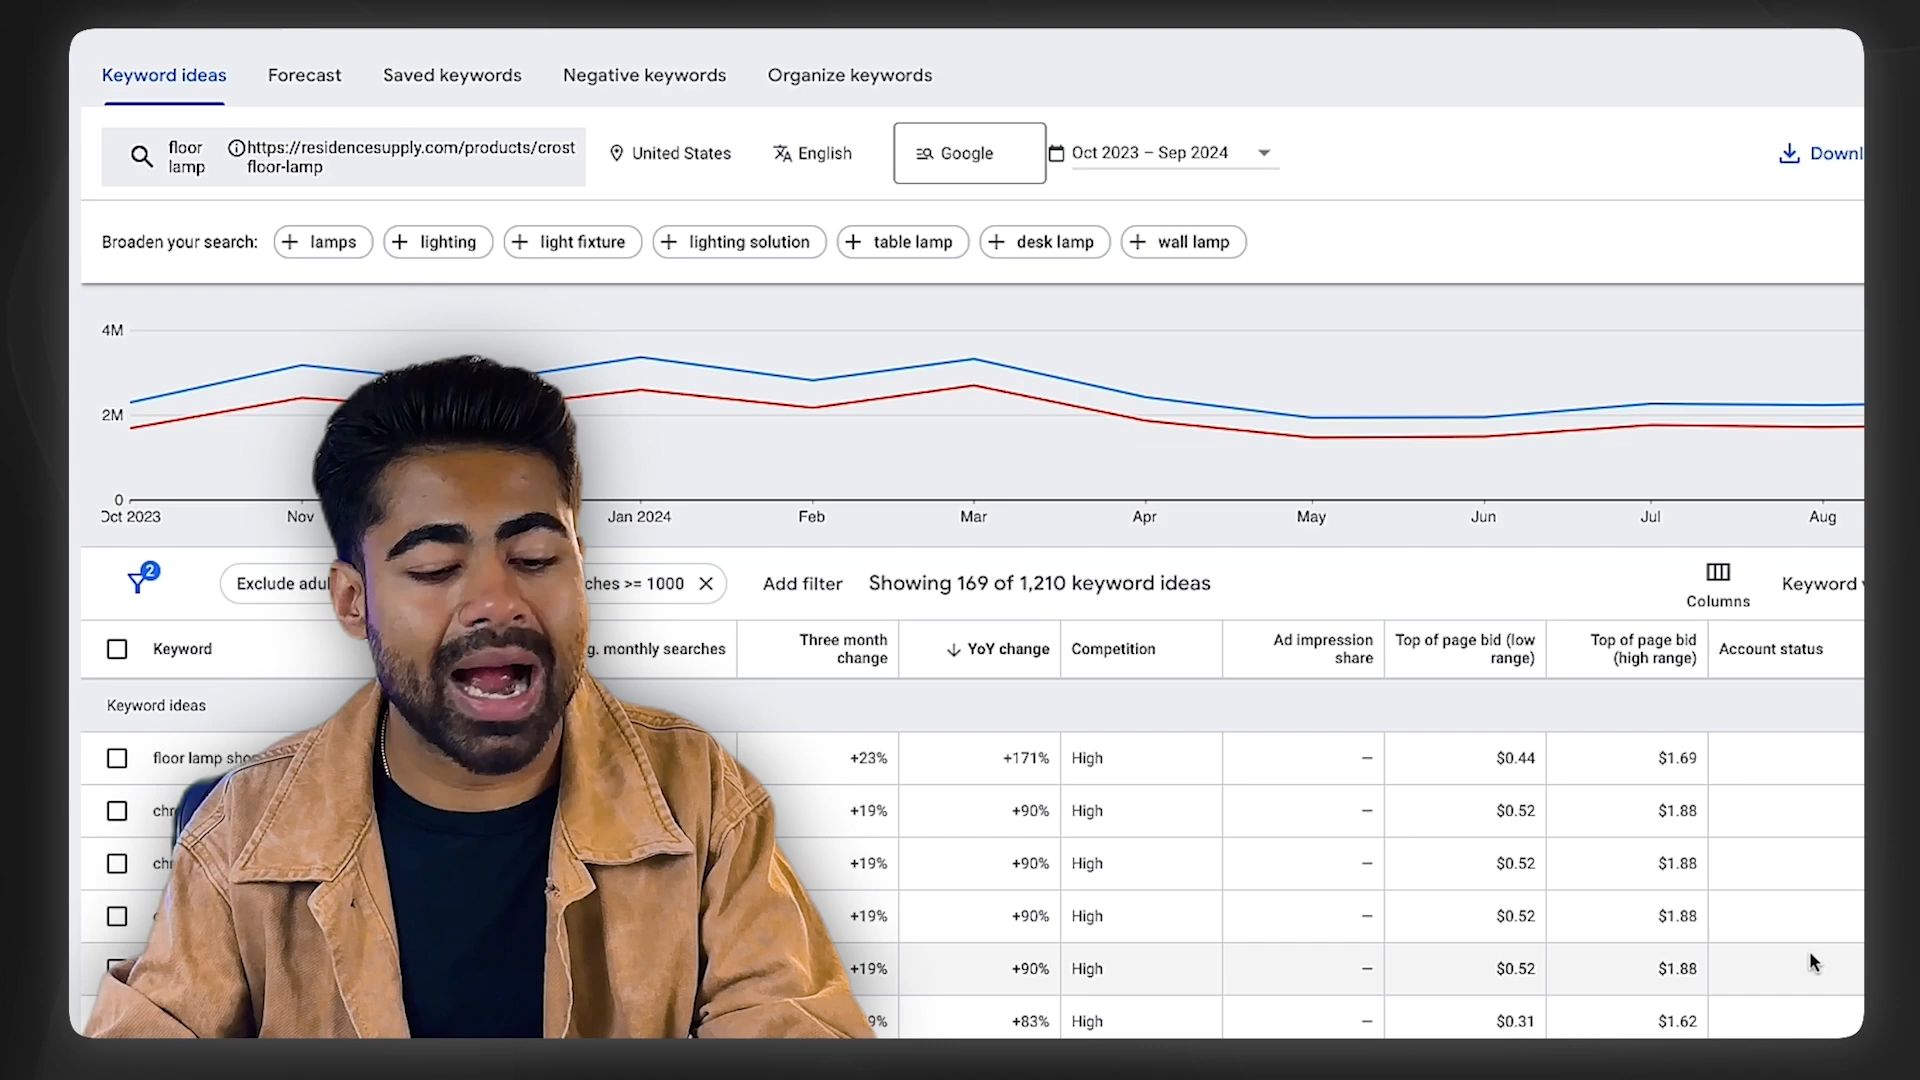 Keyword ideas Forecast Saved keywords Negative keywords Organize keywords
floor lamp https://residencesupply.com/products/crost floor-lamp United States English Google Oct 2023 – Sep 2024
Broaden your search: lamps lighting light fixture lighting solution table lamp desk lamp wall lamp
4M
2M
0
Oct 2023 Nov Jan 2024 Feb Mar Apr May Jun Jul Aug
2 ches >= 1000 Add filter Showing 169 of 1,210 keyword ideas Columns Keyword
Keyword g. monthly searches Three month change YoY change Competition Ad impression share Top of page bid (low range) Top of page bid (high range) Account status
Keyword ideas
floor lamp +23% +171% High – $0.44 $1.69
+19% +90% High – $0.52 $1.88
+19% +90% High – $0.52 $1.88
+19% +90% High – $0.52 $1.88
+19% +90% High – $0.52 $1.88
9% +83% High – $0.31 $1.62